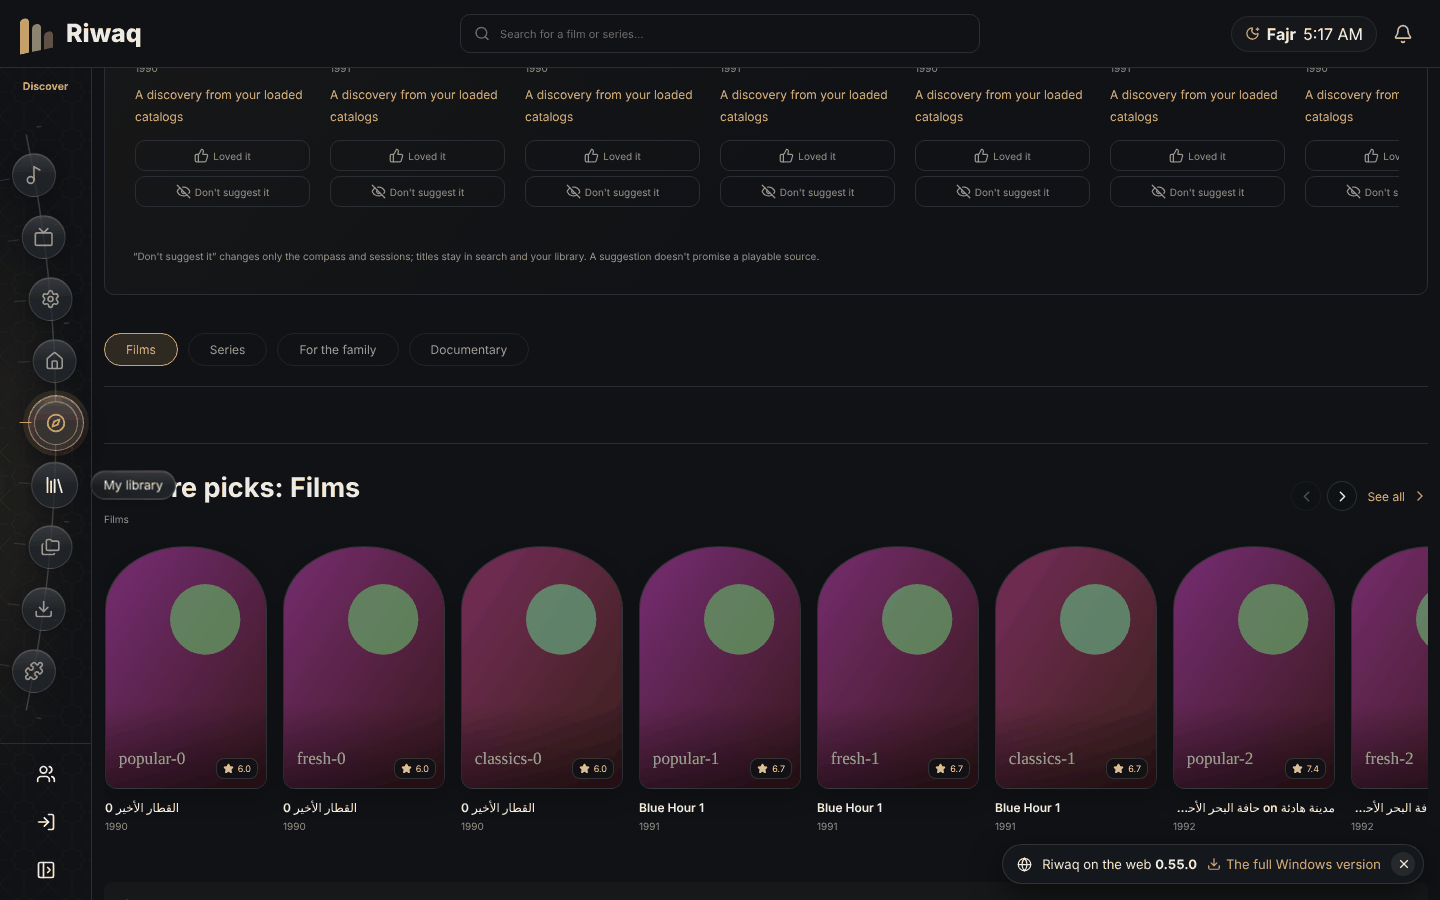 Riwaq
Search for a film or series...
Fajr 5:17 AM
Discover
1990
1991
1990
1991
1990
1991
1990
A discovery from your loaded catalogs
A discovery from your loaded catalogs
A discovery from your loaded catalogs
A discovery from your loaded catalogs
A discovery from your loaded catalogs
A discovery from your loaded catalogs
A discovery from catalogs
Loved it
Loved it
Loved it
Loved it
Loved it
Loved it
Lov
Don't suggest it
Don't suggest it
Don't suggest it
Don't suggest it
Don't suggest it
Don't suggest it
Don't s
"Don't suggest it" changes only the compass and sessions; titles stay in search and your library. A suggestion doesn't promise a playable source.
Films
Series
For the family
Documentary
My library
re picks: Films
See all
Films
popular-0
6.0
fresh-0
6.0
classics-0
6.0
popular-1
6.7
fresh-1
6.7
classics-1
6.7
popular-2
7.4
fresh-2
القطار الأخير 0
القطار الأخير 0
القطار الأخير 0
Blue Hour 1
Blue Hour 1
Blue Hour 1
مدينة هادئة on حافة البحر الأحـ...
فة البحر الأحـ...
1990
1990
1990
1991
1991
1991
1992
1992
Riwaq on the web 0.55.0
The full Windows version